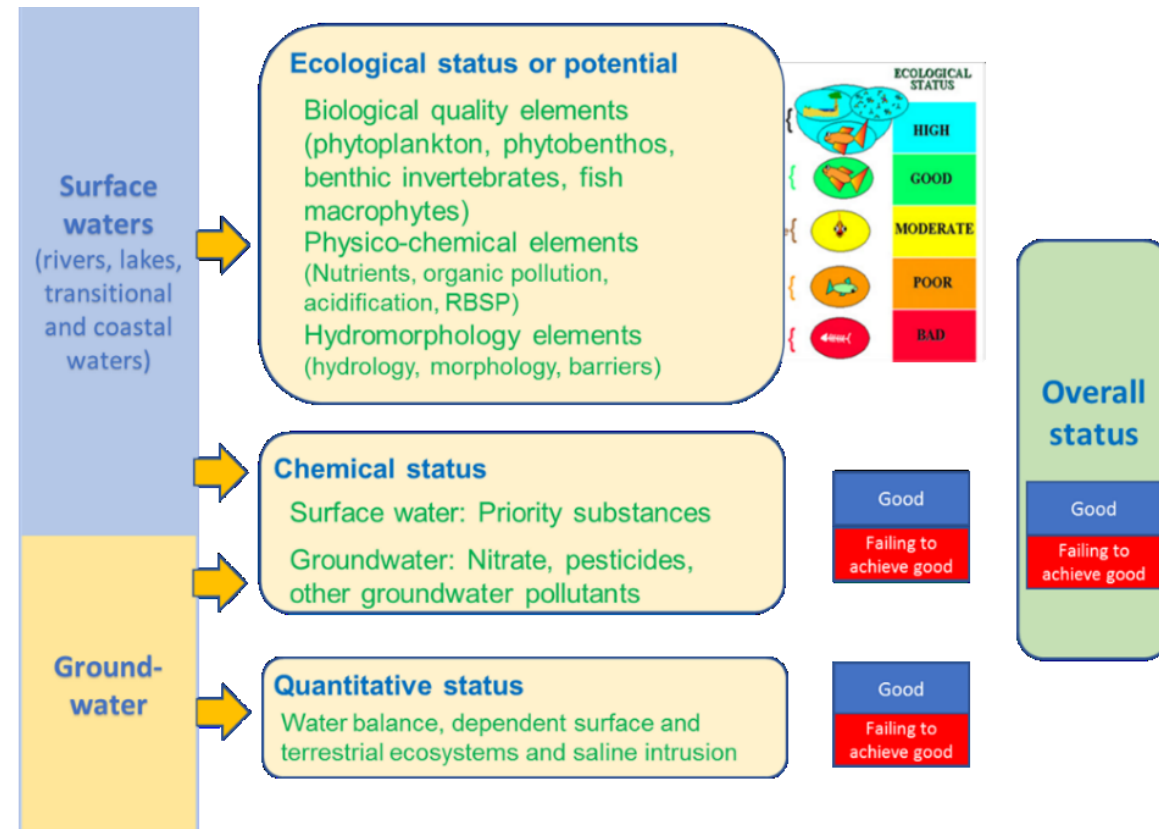 Surface
waters
(rivers, lakes,
transitional
and coastal
waters)
Ecological status or potential
Biological quality elements
(phytoplankton, phytobenthos,
benthic invertebrates, fish
macrophytes)
Physico-chemical elements
(Nutrients, organic pollution,
acidification, RBSP)
Hydromorphology elements
(hydrology, morphology, barriers)
ECOLOGICAL
STATUS
HIGH
GOOD
MODERATE
POOR
BAD
Chemical status
Surface water: Priority substances
Groundwater: Nitrate, pesticides,
other groundwater pollutants
Good
Failing to
achieve good
Ground-
water
Quantitative status
Water balance, dependent surface and
terrestrial ecosystems and saline intrusion
Good
Failing to
achieve good
Overall
status
Good
Failing to
achieve good